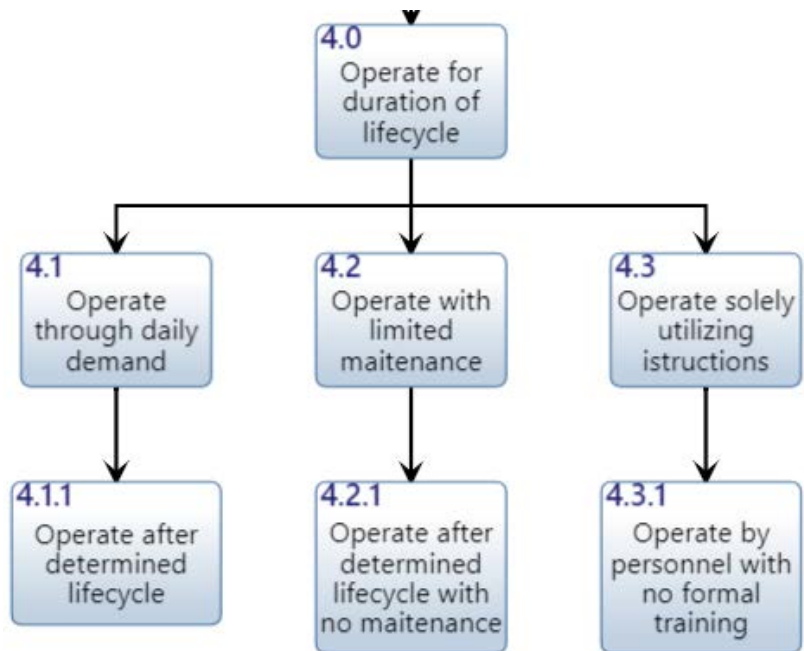 4.0
Operate for
duration of
lifecycle
4.1
Operate
through daily
demand
4.2
Operate with
limited
maitenance
4.3
Operate solely
utilizing
istructions
4.1.1
Operate after
determined
lifecycle
4.2.1
Operate after
determined
lifecycle with
no maitenance
4.3.1
Operate by
personnel with
no formal
training